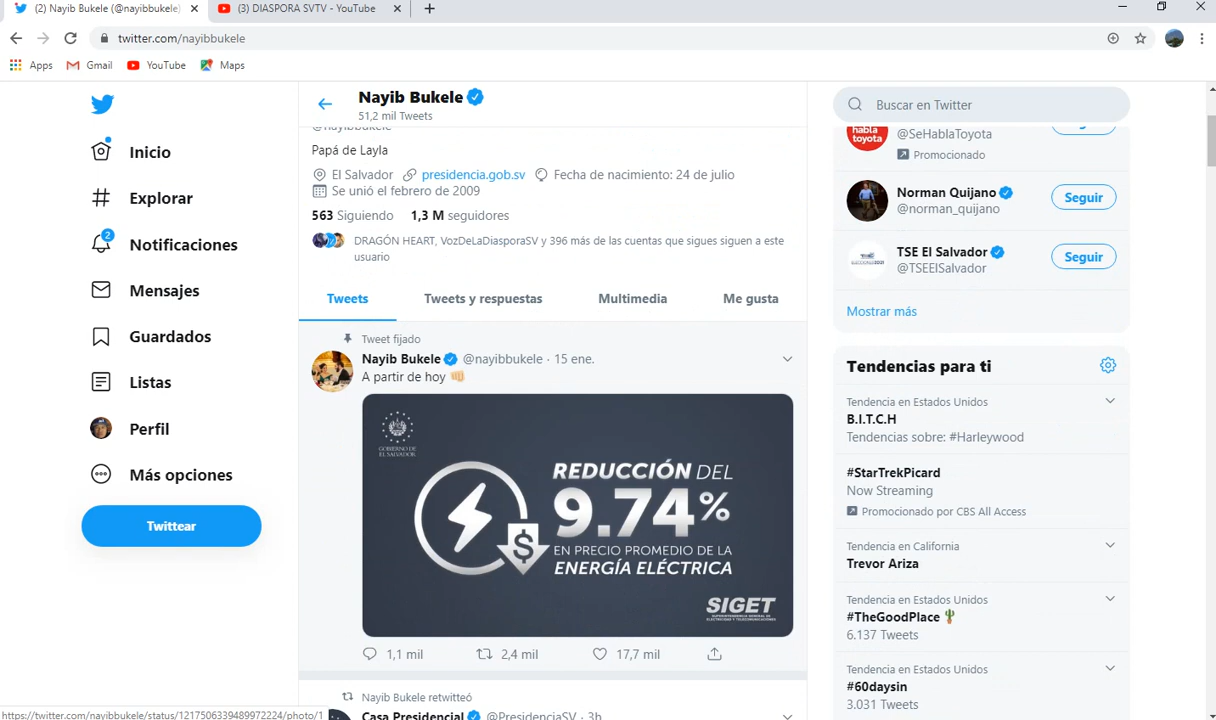 (2) Nayib Bukele (@nayibbukele)
(3) DIASPORA SVTV - YouTube
twitter.com/nayibbukele
Apps
Gmail
YouTube
Maps
Inicio
Explorar
2
Notificaciones
Mensajes
Guardados
Listas
Perfil
Más opciones
Twittear
Nayib Bukele
51,2 mil Tweets
@nayibbukele
Papá de Layla
El Salvador presidencia.gob.sv Fecha de nacimiento: 24 de julio
Se unió el febrero de 2009
563 Siguiendo 1,3 M seguidores
DRAGÓN HEART, VozDeLaDiasporaSV y 396 más de las cuentas que sigues siguen a este
usuario
Tweets
Tweets y respuestas
Multimedia
Me gusta
Tweet fijado
Nayib Bukele @nayibbukele · 15 ene.
A partir de hoy 👊🏻
GOBIERNO DE
EL SALVADOR
REDUCCIÓN DEL
9.74%
EN PRECIO PROMEDIO DE LA
ENERGÍA ELÉCTRICA
$
SIGET
SUPERINTENDENCIA GENERAL DE
ELECTRICIDAD Y TELECOMUNICACIONES
1,1 mil
2,4 mil
17,7 mil
Nayib Bukele retwitteó
Casa Presidencial @PresidenciaSV · 3h
Buscar en Twitter
habla
toyota
@SeHablaToyota
Seguir
Promocionado
Norman Quijano
@norman_quijano
Seguir
TSE El Salvador
@TSEElSalvador
Seguir
Mostrar más
Tendencias para ti
Tendencia en Estados Unidos
B.I.T.C.H
Tendencias sobre: #Harleywood
#StarTrekPicard
Now Streaming
Promocionado por CBS All Access
Tendencia en California
Trevor Ariza
Tendencia en Estados Unidos
#TheGoodPlace 🌵
6.137 Tweets
Tendencia en Estados Unidos
#60daysin
3.031 Tweets
https://twitter.com/nayibbukele/status/1217506339489972224/photo/1